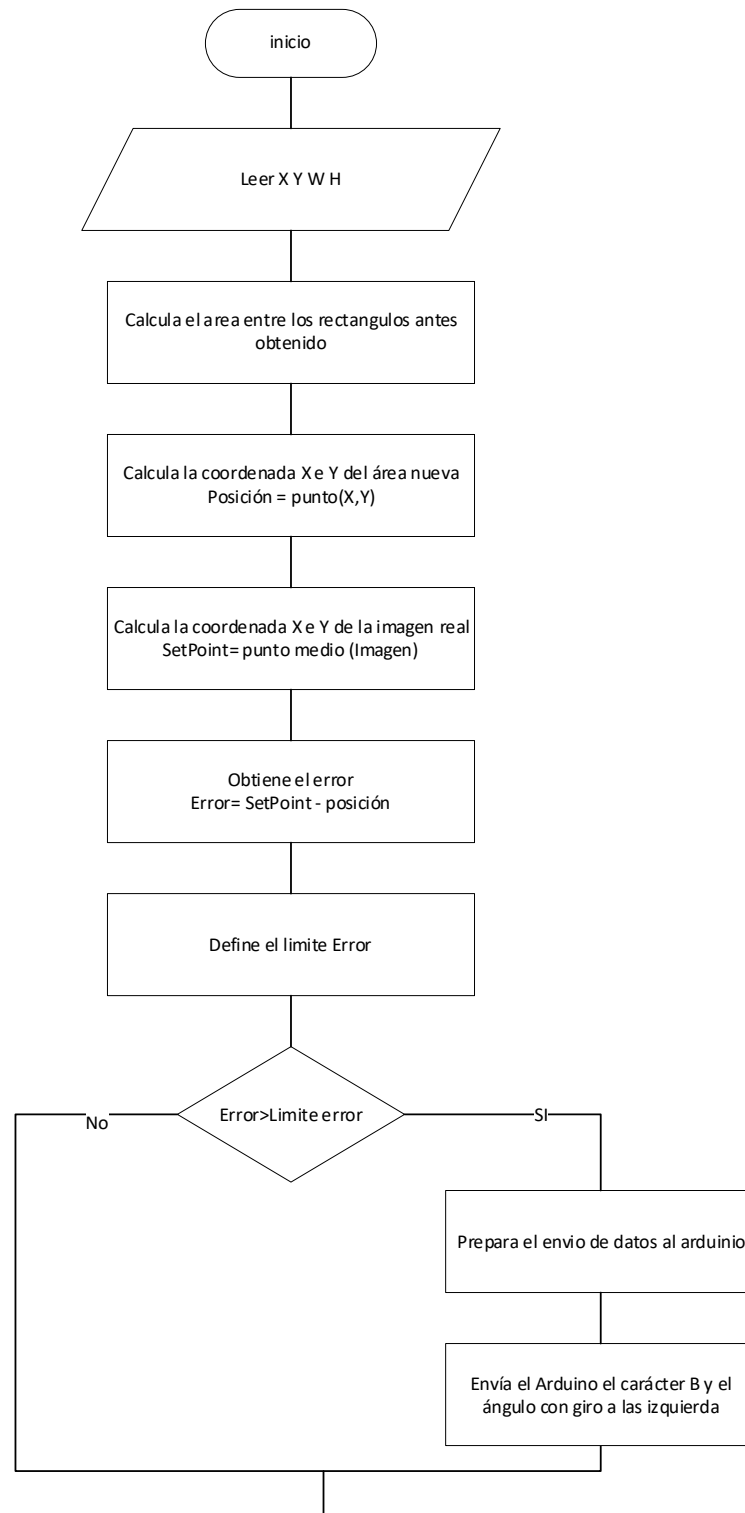 inicio
Leer X Y W H
Calcula el area entre los rectangulos antes
obtenido
Calcula la coordenada X e Y del área nueva
Posición = punto(X,Y)
Calcula la coordenada X e Y de la imagen real
SetPoint= punto medio (Imagen)
Obtiene el error
Error= SetPoint - posición
Define el limite Error
Error>Limite error
No
SI
Prepara el envio de datos al arduinio
Envía el Arduino el carácter B y el
ángulo con giro a las izquierda